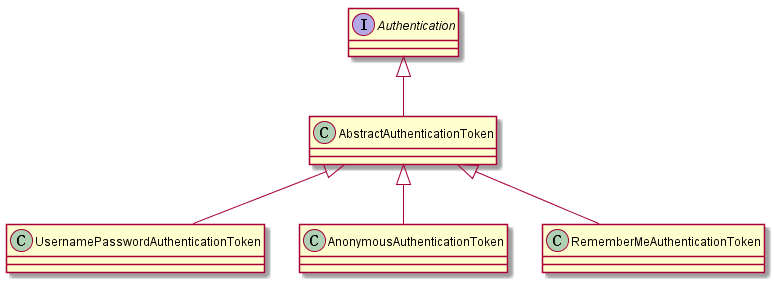 I Authentication
C AbstractAuthenticationToken
C UsernamePasswordAuthenticationToken
C AnonymousAuthenticationToken
C RememberMeAuthenticationToken